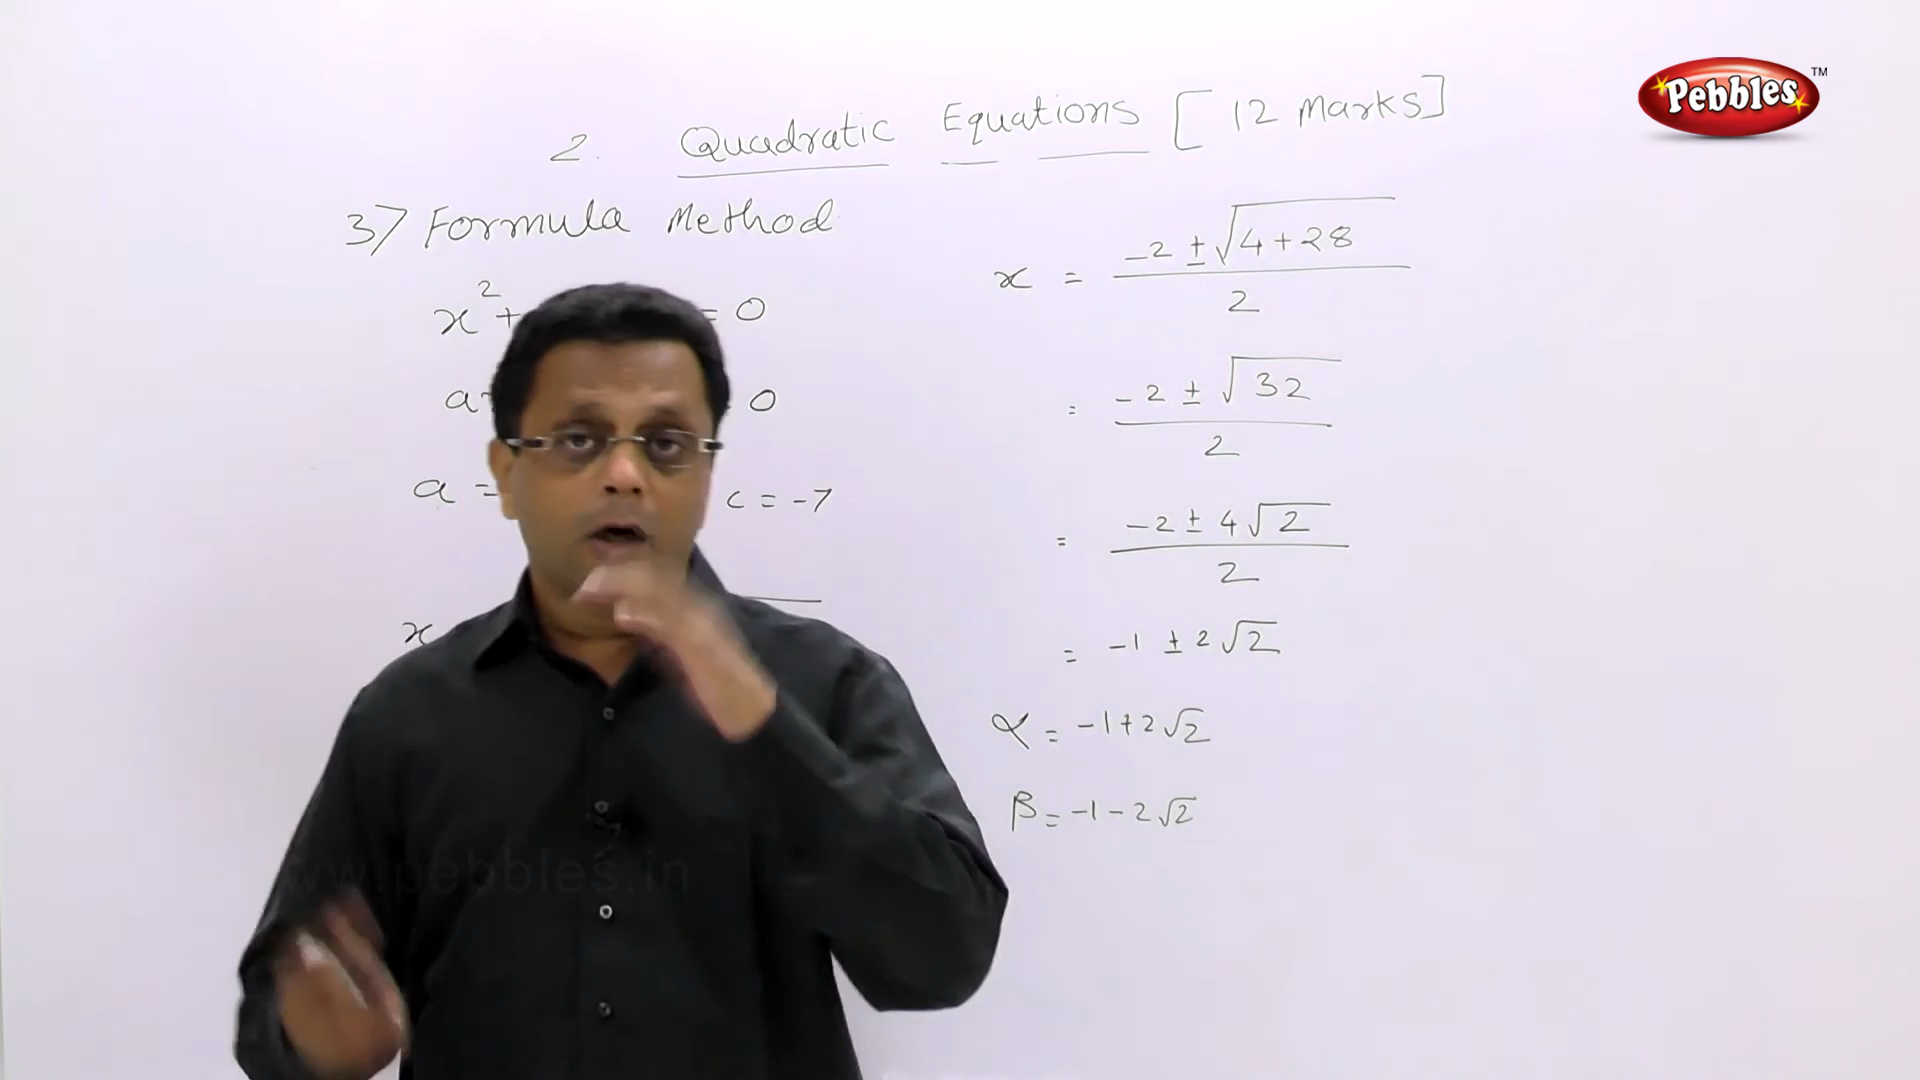 Pebbles TM
2. Quadratic Equations [12 Marks]
3) Formula Method
x² + = 0
a = 0
a = c = -7
x
x = -2 ± √4+28 / 2
= -2 ± √32 / 2
= -2 ± 4√2 / 2
= -1 ± 2√2
α = -1+2√2
β = -1-2√2
www.pebbles.in